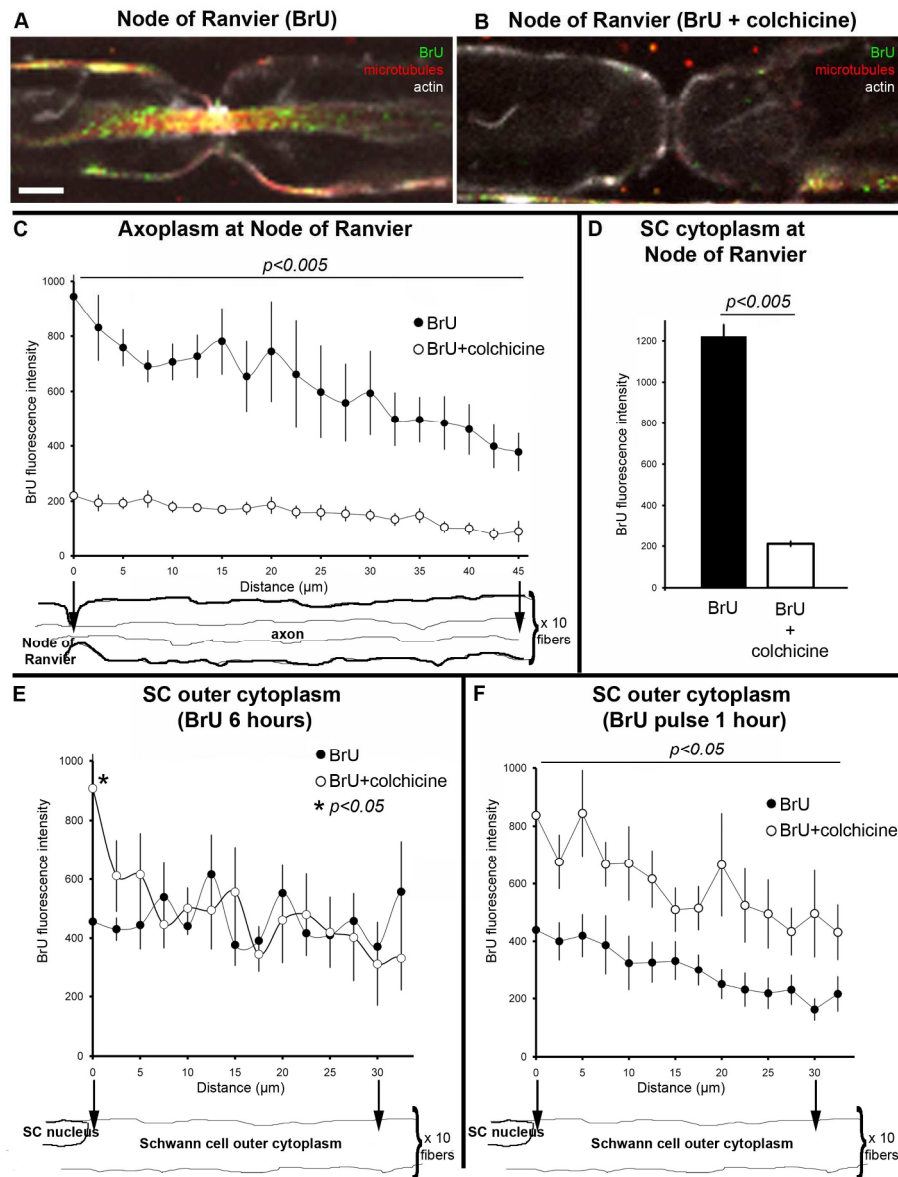 A Node of Ranvier (BrU)
BrU
microtubules
actin
B Node of Ranvier (BrU + colchicine)
BrU
microtubules
actin
C Axoplasm at Node of Ranvier
p<0.005
1000
800
600
400
200
0
BrU fluorescence intensity
BrU
BrU+colchicine
0 5 10 15 20 25 30 35 40 45
Distance (µm)
axon
Node of
Ranvier
x 10
fibers
D SC cytoplasm at
Node of Ranvier
p<0.005
1200
1000
800
600
400
200
0
BrU fluorescence intensity
BrU
BrU
+
colchicine
E SC outer cytoplasm
(BrU 6 hours)
1000
800
600
400
200
0
BrU fluorescence intensity
BrU
BrU+colchicine
* p<0.05
*
0 5 10 15 20 25 30
Distance (µm)
SC nucleus
Schwann cell outer cytoplasm
x 10
fibers
F SC outer cytoplasm
(BrU pulse 1 hour)
p<0.05
1000
800
600
400
200
0
BrU fluorescence intensity
BrU
BrU+colchicine
0 5 10 15 20 25 30
Distance (µm)
SC nucleus
Schwann cell outer cytoplasm
x 10
fibers